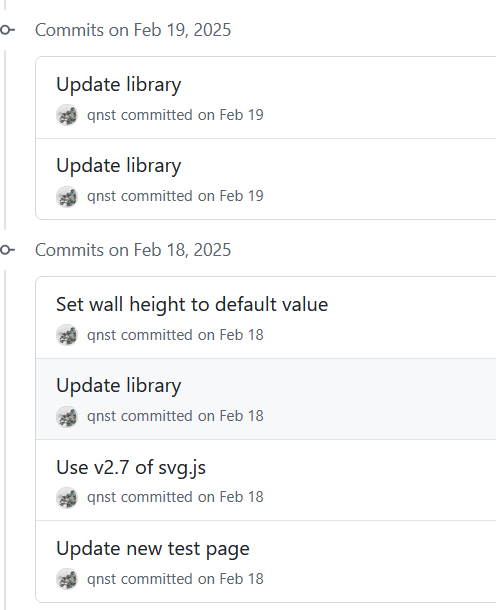 Commits on Feb 19, 2025
Update library
qnst committed on Feb 19
Update library
qnst committed on Feb 19
Commits on Feb 18, 2025
Set wall height to default value
qnst committed on Feb 18
Update library
qnst committed on Feb 18
Use v2.7 of svg.js
qnst committed on Feb 18
Update new test page
qnst committed on Feb 18